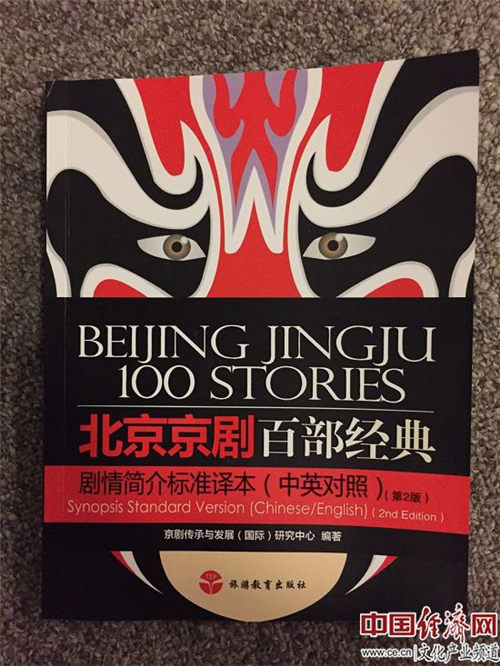 BEIJING JINGJU
100 STORIES
北京京剧百部经典
剧情简介标准译本（中英对照）（第2版）
Synopsis Standard Version (Chinese/English) (2nd Edition)
京剧传承与发展（国际）研究中心 编著
旅游教育出版社
中国经济网
www.ce.cn|文化产业频道